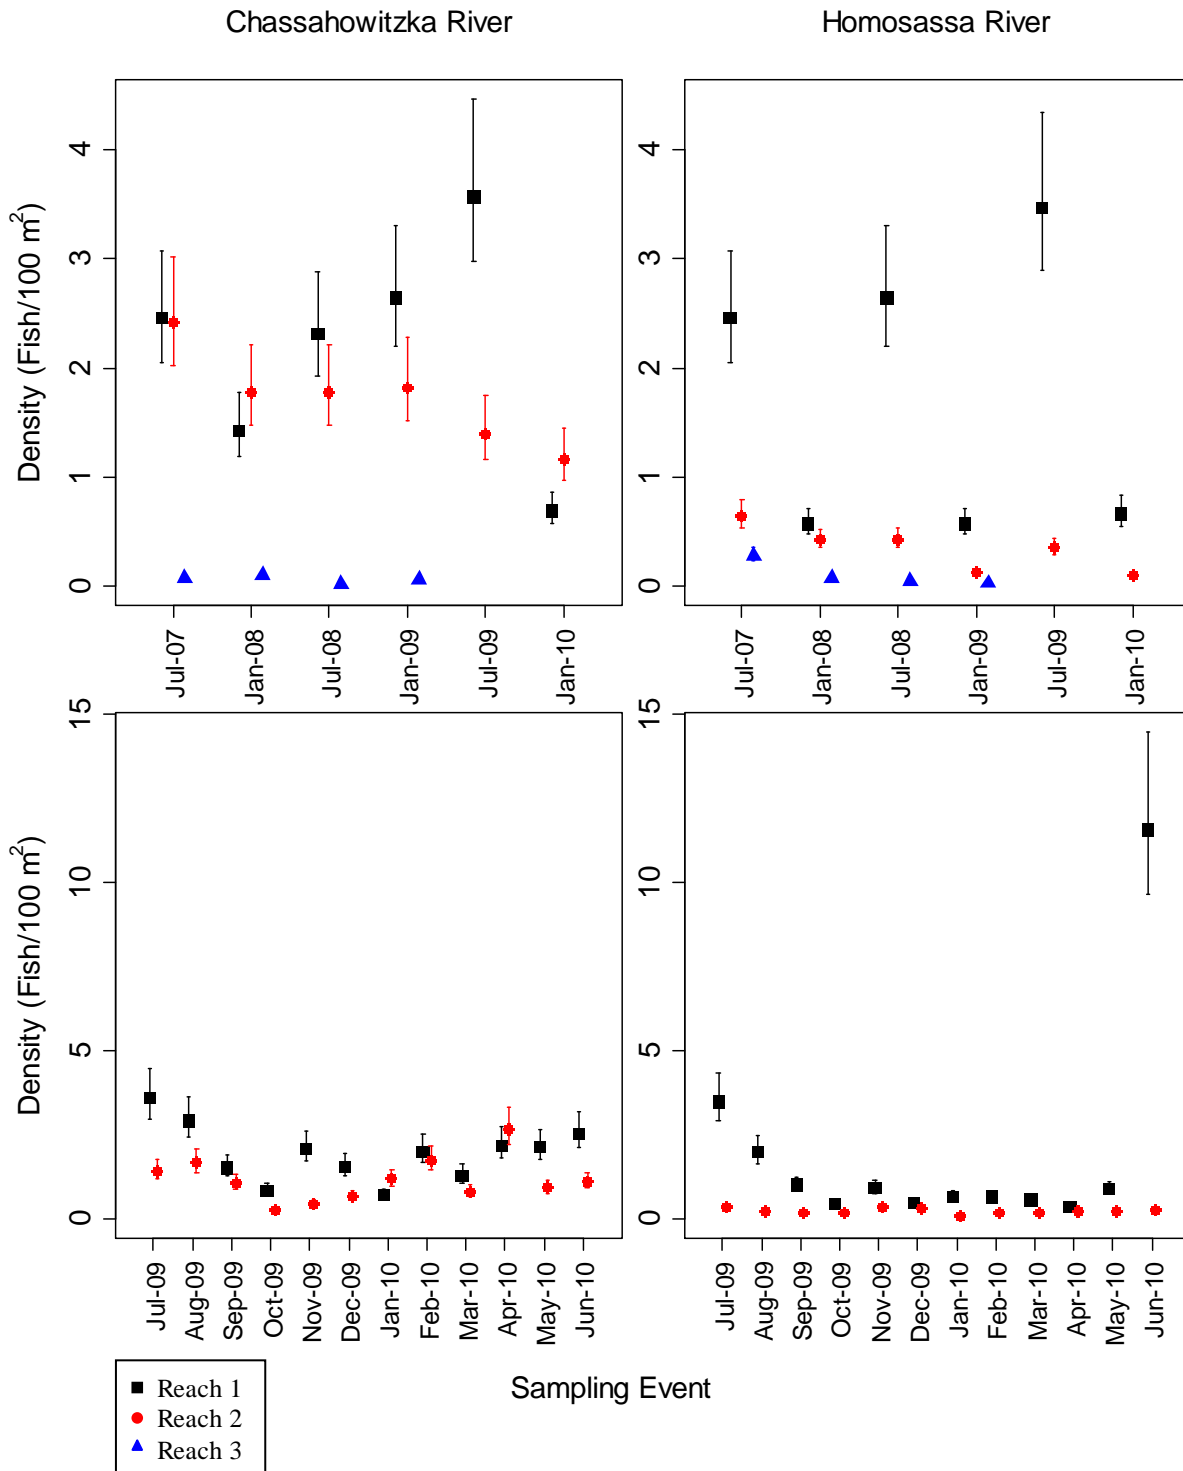 Chassahowitzka River
Homosassa River
Density (Fish/100 m²)
4
3
2
1
0
Jul-07
Jan-08
Jul-08
Jan-09
Jul-09
Jan-10
4
3
2
1
0
Jul-07
Jan-08
Jul-08
Jan-09
Jul-09
Jan-10
Density (Fish/100 m²)
15
10
5
0
Jul-09
Aug-09
Sep-09
Oct-09
Nov-09
Dec-09
Jan-10
Feb-10
Mar-10
Apr-10
May-10
Jun-10
15
10
5
0
Jul-09
Aug-09
Sep-09
Oct-09
Nov-09
Dec-09
Jan-10
Feb-10
Mar-10
Apr-10
May-10
Jun-10
Sampling Event
Reach 1
Reach 2
Reach 3